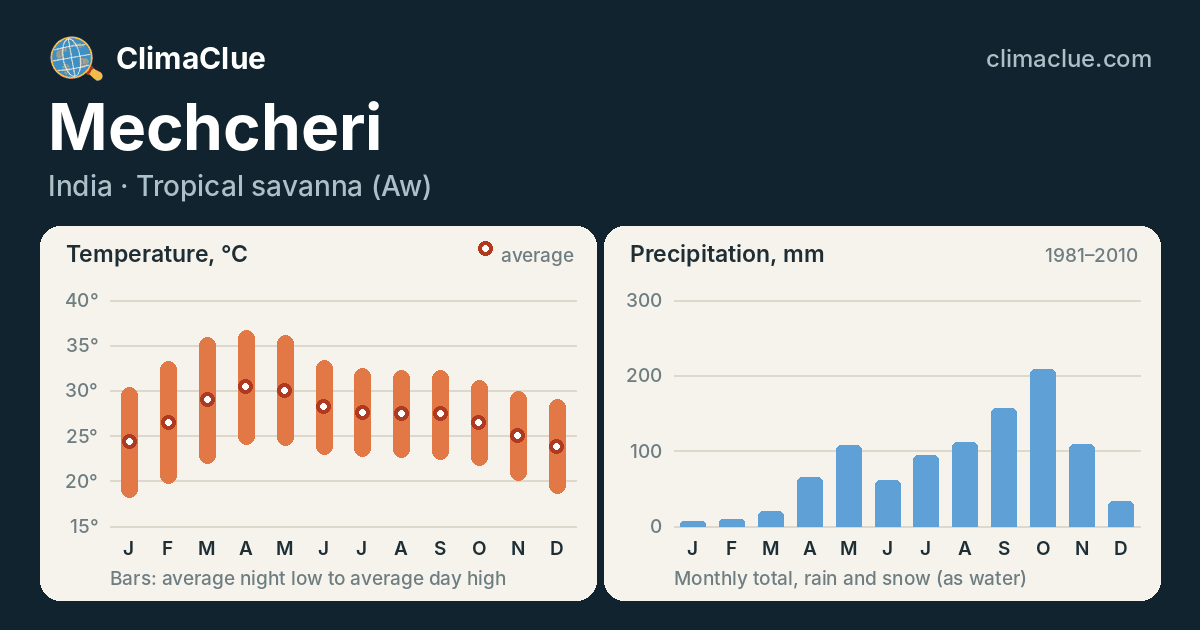 ClimaClue
climaclue.com
Mechcheri
India · Tropical savanna (Aw)
Temperature, °C
average
40°
35°
30°
25°
20°
15°
J F M A M J J A S O N D
Bars: average night low to average day high
Precipitation, mm
1981–2010
300
200
100
0
J F M A M J J A S O N D
Monthly total, rain and snow (as water)